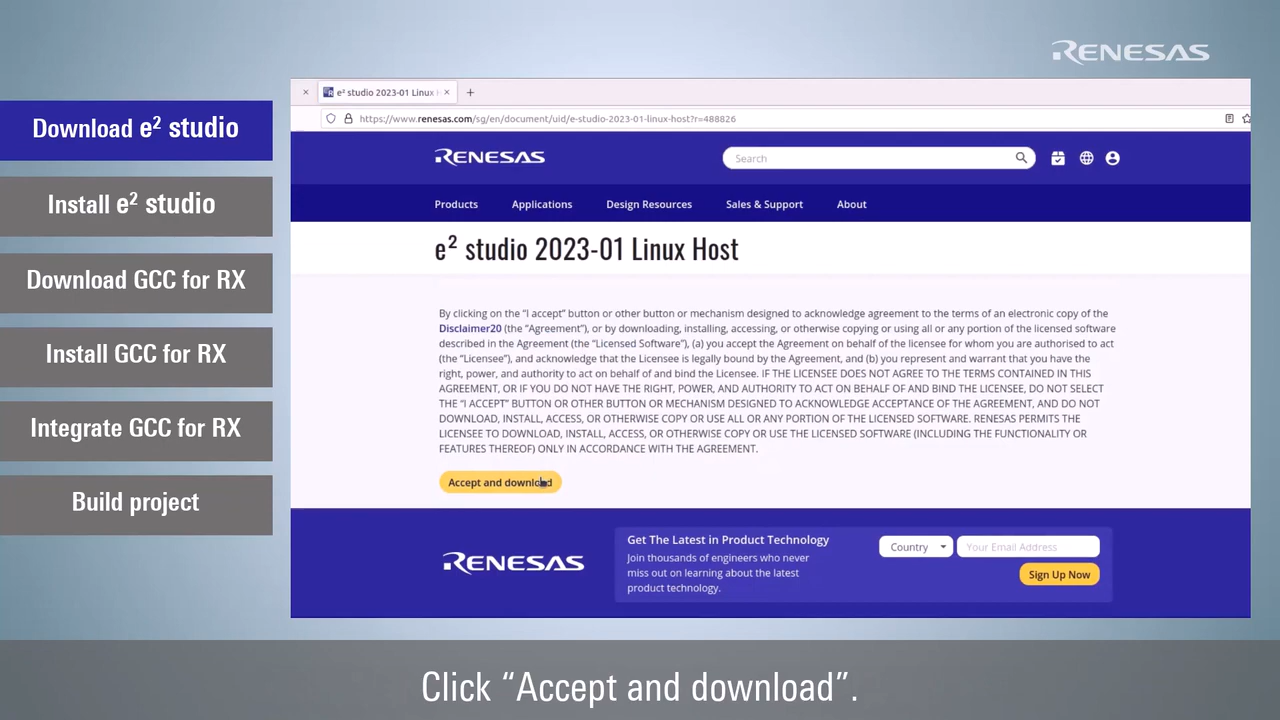 RENESAS
Download e² studio
Install e² studio
Download GCC for RX
Install GCC for RX
Integrate GCC for RX
Build project
e² studio 2023-01 Linux H
https://www.renesas.com/sg/en/document/uid/e-studio-2023-01-linux-host?r=488826
RENESAS
Search
Products Applications Design Resources Sales & Support About
e² studio 2023-01 Linux Host
By clicking on the “I accept” button or other button or mechanism designed to acknowledge agreement to the terms of an electronic copy of the
Disclaimer20 (the “Agreement”), or by downloading, installing, accessing, or otherwise copying or using all or any portion of the licensed software
described in the Agreement (the “Licensed Software”), (a) you accept the Agreement on behalf of the licensee for whom you are authorised to act
(the “Licensee”), and acknowledge that the Licensee is legally bound by the Agreement, and (b) you represent and warrant that you have the
right, power, and authority to act on behalf of and bind the Licensee. IF THE LICENSEE DOES NOT AGREE TO THE TERMS CONTAINED IN THIS
AGREEMENT, OR IF YOU DO NOT HAVE THE RIGHT, POWER, AND AUTHORITY TO ACT ON BEHALF OF AND BIND THE LICENSEE, DO NOT SELECT
THE “I ACCEPT” BUTTON OR OTHER BUTTON OR MECHANISM DESIGNED TO ACKNOWLEDGE ACCEPTANCE OF THE AGREEMENT, AND DO NOT
DOWNLOAD, INSTALL, ACCESS, OR OTHERWISE COPY OR USE ALL OR ANY PORTION OF THE LICENSED SOFTWARE. RENESAS PERMITS THE
LICENSEE TO DOWNLOAD, INSTALL, ACCESS, OR OTHERWISE COPY OR USE THE LICENSED SOFTWARE (INCLUDING THE FUNCTIONALITY OR
FEATURES THEREOF) ONLY IN ACCORDANCE WITH THE AGREEMENT.
Accept and download
RENESAS
Get The Latest in Product Technology
Join thousands of engineers who never
miss out on learning about the latest
product technology.
Country
Your Email Address
Sign Up Now
Click “Accept and download”.